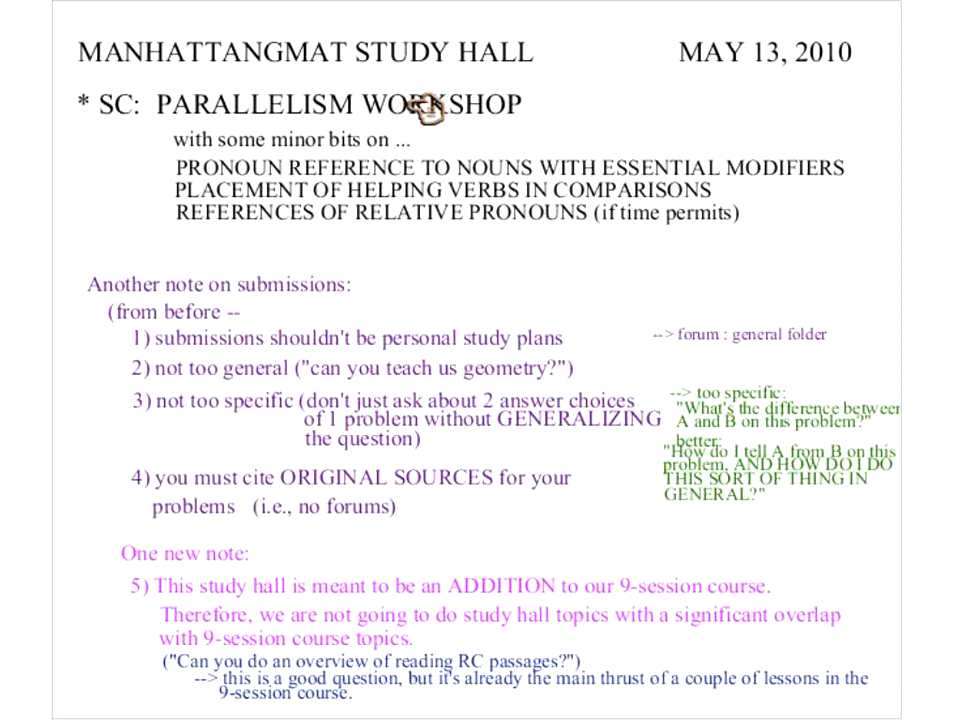 MANHATTANGMAT STUDY HALL MAY 13, 2010
* SC: PARALLELISM WORKSHOP
with some minor bits on ...
PRONOUN REFERENCE TO NOUNS WITH ESSENTIAL MODIFIERS
PLACEMENT OF HELPING VERBS IN COMPARISONS
REFERENCES OF RELATIVE PRONOUNS (if time permits)
Another note on submissions:
(from before --
1) submissions shouldn't be personal study plans
--> forum : general folder
2) not too general ("can you teach us geometry?")
3) not too specific (don't just ask about 2 answer choices
of 1 problem without GENERALIZING
the question)
--> too specific:
"What's the difference between
A and B on this problem?"
better:
"How do I tell A from B on this
problem, AND HOW DO I DO
THIS SORT OF THING IN
GENERAL?"
4) you must cite ORIGINAL SOURCES for your
problems (i.e., no forums)
One new note:
5) This study hall is meant to be an ADDITION to our 9-session course.
Therefore, we are not going to do study hall topics with a significant overlap
with 9-session course topics.
("Can you do an overview of reading RC passages?")
--> this is a good question, but it's already the main thrust of a couple of lessons in the
9-session course.